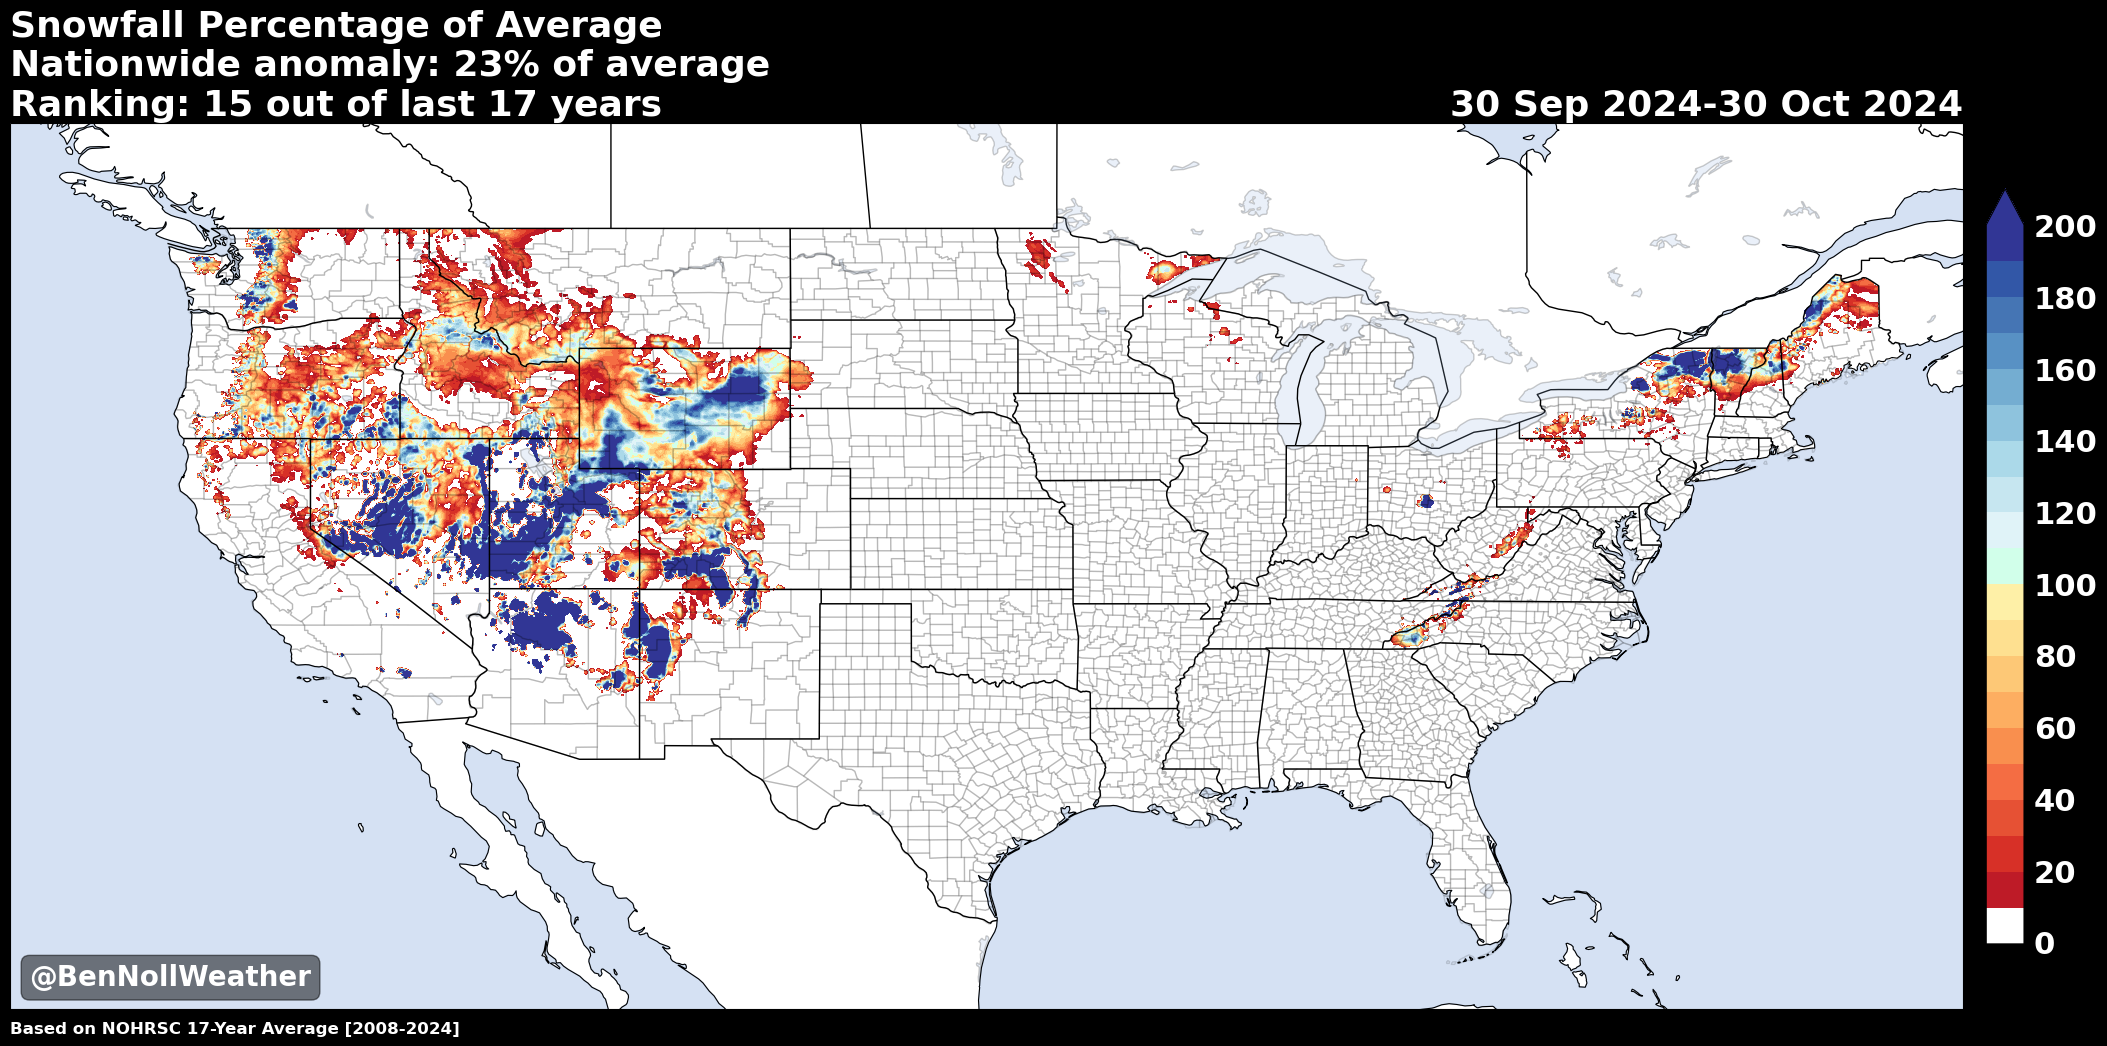 Snowfall Percentage of Average
Nationwide anomaly: 23% of average
Ranking: 15 out of last 17 years
30 Sep 2024-30 Oct 2024
200
180
160
140
120
100
80
60
40
20
0
@BenNollWeather
Based on NOHRSC 17-Year Average [2008-2024]